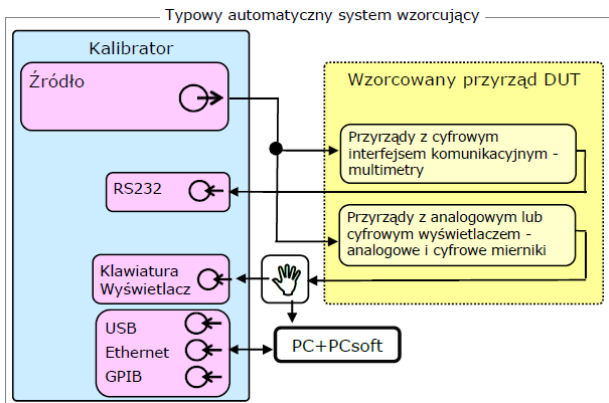 Typowy automatyczny system wzorcujący
Kalibrator
Źródło
Wzorcowany przyrząd DUT
Przyrządy z cyfrowym
interfejsem komunikacyjnym -
multimetry
RS232
Przyrządy z analogowym lub
cyfrowym wyświetlaczem -
analogowe i cyfrowe mierniki
Klawiatura
Wyświetlacz
USB
Ethernet
GPIB
PC+PCsoft